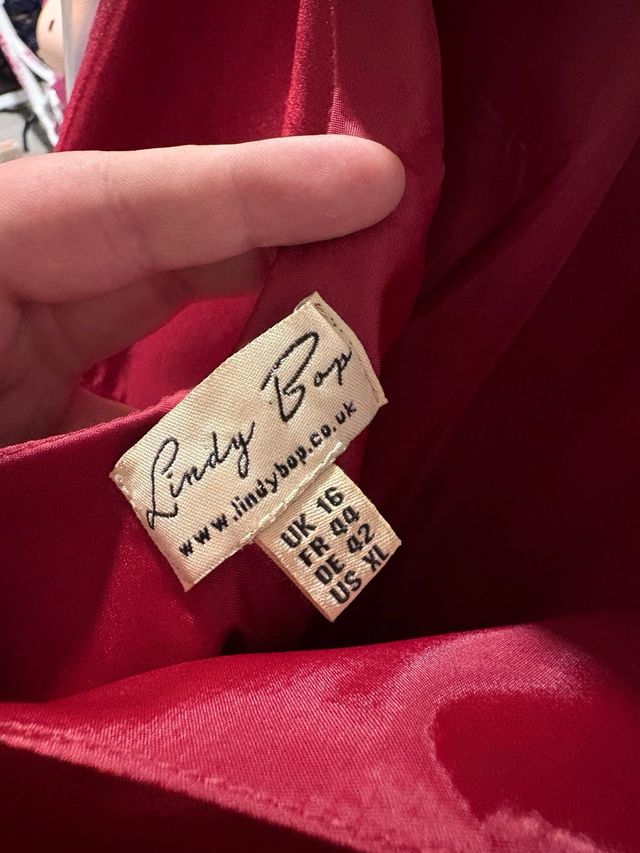 Lindy Bop
www.lindybop.co.uk
UK 16
FR 44
DE 42
US XL